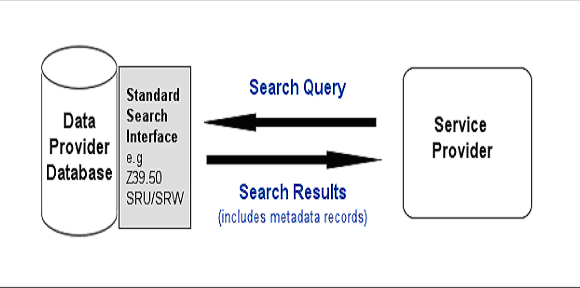 Data
Provider
Database
Standard
Search
Interface
e.g
Z39.50
SRU/SRW
Search Query
Search Results
(includes metadata records)
Service
Provider